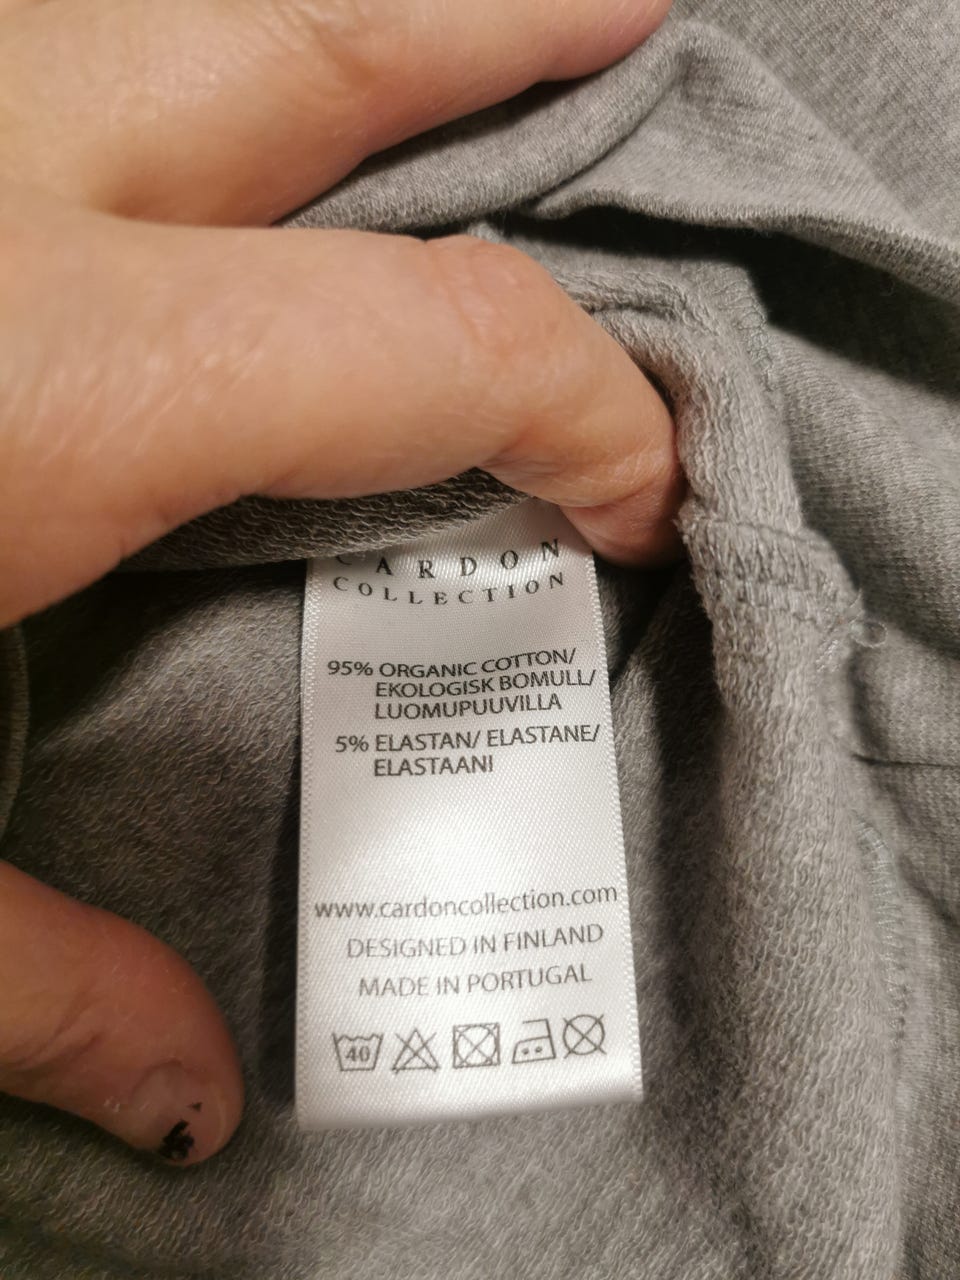 CARDON
COLLECTION
95% ORGANIC COTTON/
EKOLOGISK BOMULL/
LUOMUPUUVILLA
5% ELASTAN/ ELASTANE/
ELASTAANI
www.cardoncollection.com
DESIGNED IN FINLAND
MADE IN PORTUGAL
40